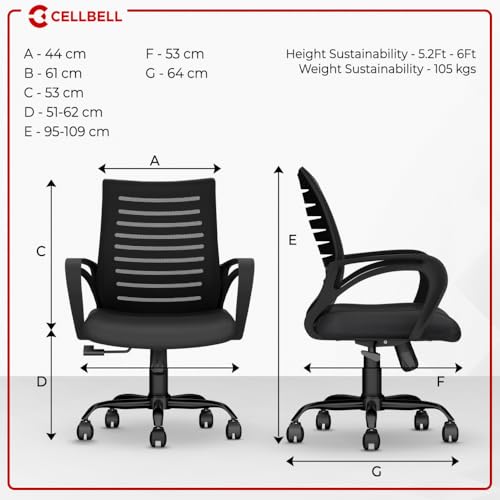 CELLBELL
A - 44 cm
B - 61 cm
C - 53 cm
D - 51-62 cm
E - 95-109 cm
F - 53 cm
G - 64 cm
Height Sustainability - 5.2Ft - 6Ft
Weight Sustainability - 105 kgs
A
C
E
D
B
F
G